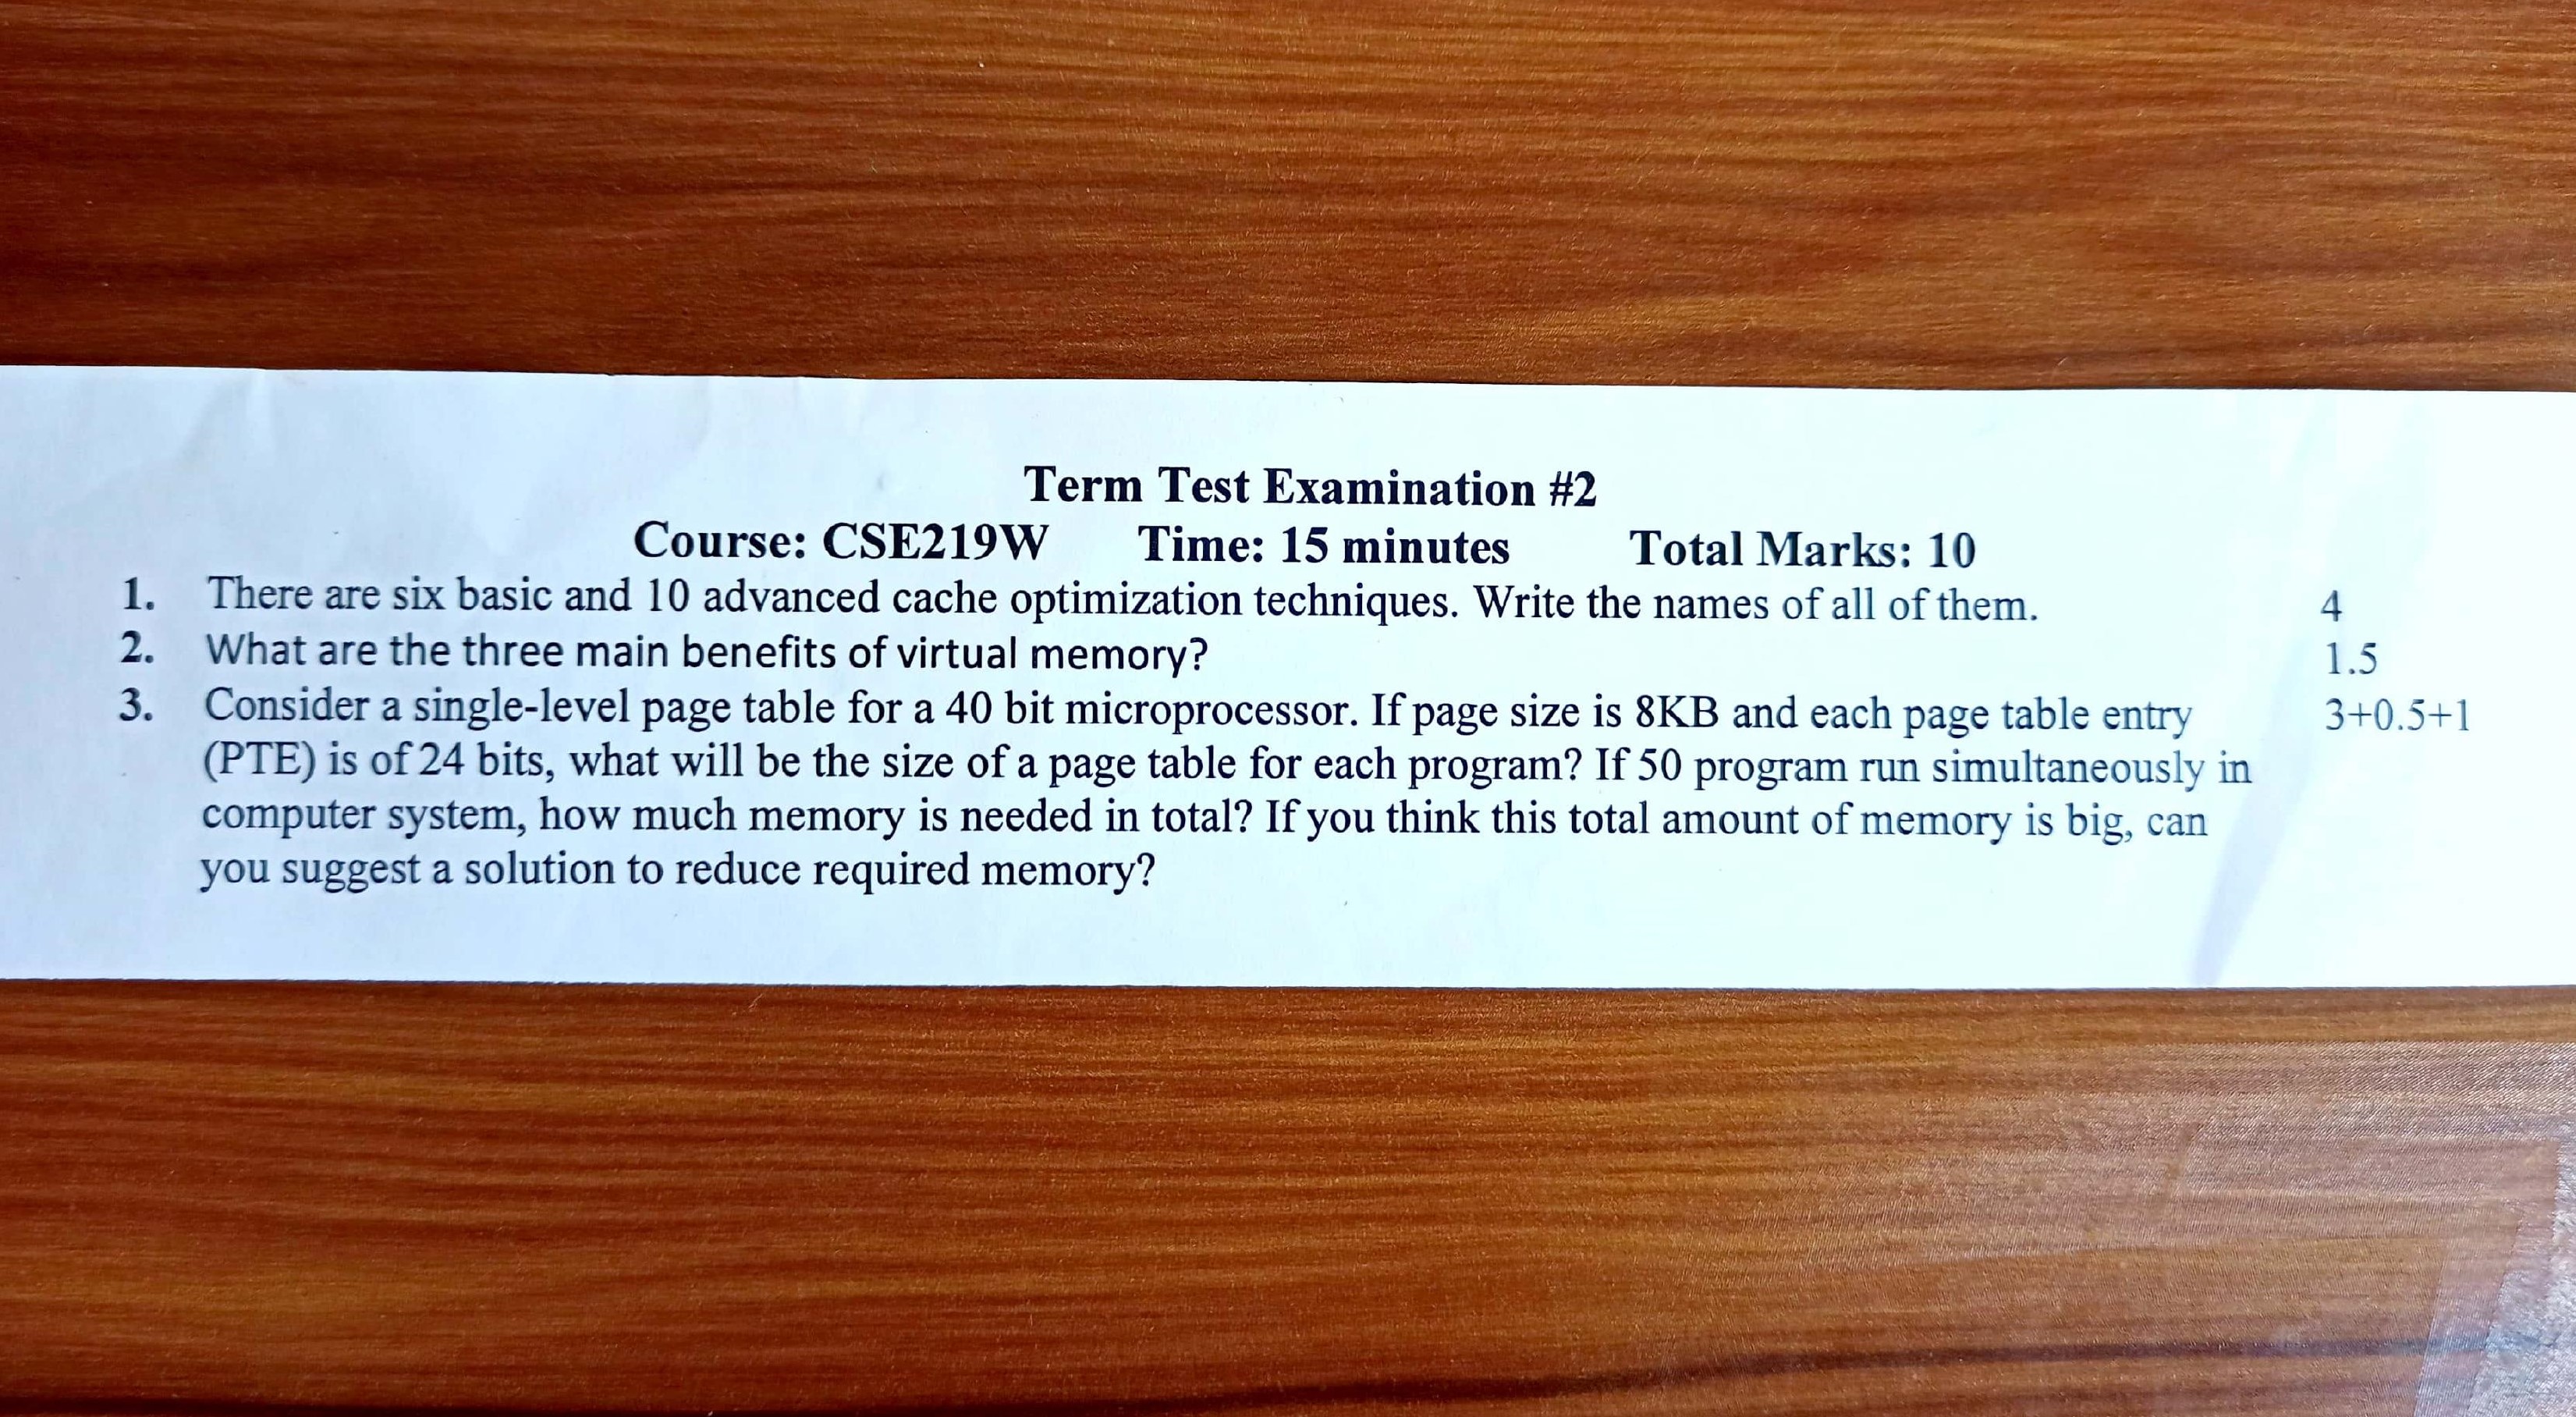 Term Test Examination #2
Course: CSE219W Time: 15 minutes Total Marks: 10
1. There are six basic and 10 advanced cache optimization techniques. Write the names of all of them. 4
2. What are the three main benefits of virtual memory? 1.5
3. Consider a single-level page table for a 40 bit microprocessor. If page size is 8KB and each page table entry 3+0.5+1
(PTE) is of 24 bits, what will be the size of a page table for each program? If 50 program run simultaneously in
computer system, how much memory is needed in total? If you think this total amount of memory is big, can
you suggest a solution to reduce required memory?